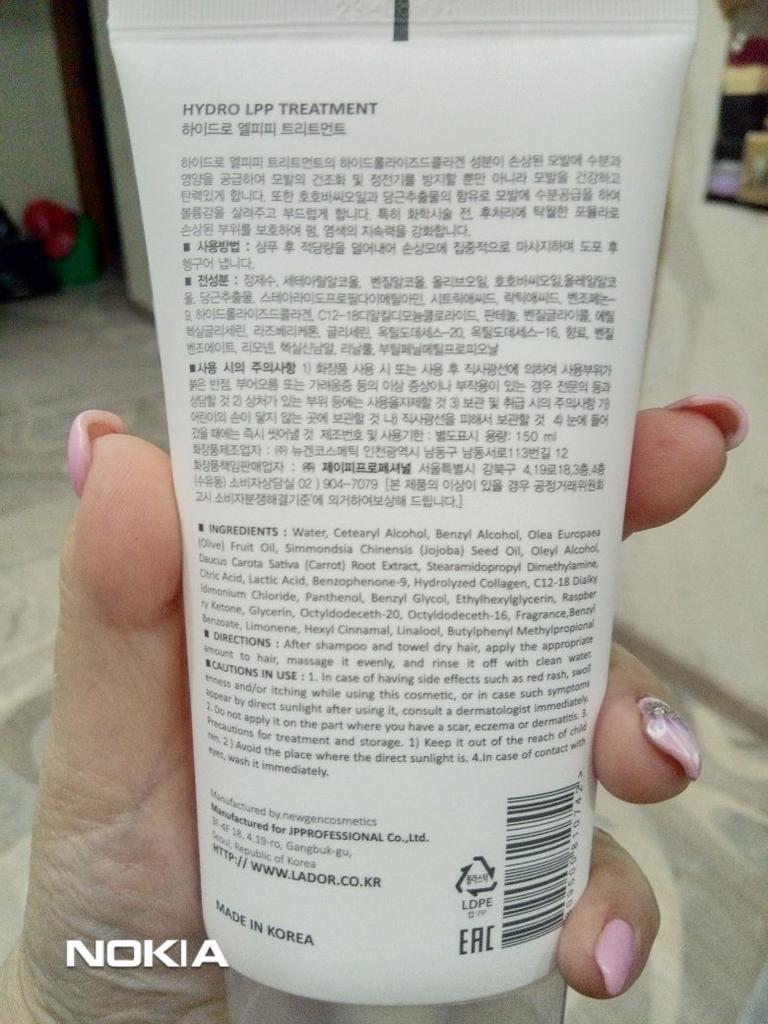 HYDRO LPP TREATMENT
하이드로 엘피피 트리트먼트
하이드로 엘피피 트리트먼트의 하이드롤라이즈드콜라겐 성분이 손상된 모발에 수분과
영양을 공급하여 모발의 건조화 및 정전기를 방지할 뿐만 아니라 모발을 건강하고
탄력있게 합니다. 또한 호호바씨오일과 당근추출물의 함유로 모발에 수분공급을 하여
볼륨감을 살려주고 부드럽게 합니다. 특히 화학시술 전, 후처리에 탁월한 포뮬라로
손상된 부위를 보호하여 펌, 염색의 지속력을 강화합니다.
■ 사용방법 : 샴푸 후 적당량을 덜어내어 손상모에 집중적으로 마사지하며 도포 후
헹구어 냅니다.
■ 전성분 : 정제수, 세테아릴알코올, 벤질알코올, 올리브오일, 호호바씨오일,올레일알코
올, 당근추출물, 스테아라미도프로필다이메틸아민, 시트릭애씨드, 락틱애씨드, 벤조페논-
9, 하이드롤라이즈드콜라겐, C12-18디알킬디모늄클로라이드, 판테놀, 벤질글라이콜, 에틸
헥실글리세린, 라즈베리케톤, 글리세린, 옥틸도데세스-20, 옥틸도데세스-16, 향료, 벤질
벤조에이트, 리모넨, 헥실신남알, 리날룰, 부틸페닐메틸프로피오날
■사용 시의 주의사항 1) 화장품 사용 시 또는 사용 후 직사광선에 의하여 사용부위가
붉은 반점, 부어오름 또는 가려움증 등의 이상 증상이나 부작용이 있는 경우 전문의 등과
상담할 것 2) 상처가 있는 부위 등에는 사용을자제할 것 3) 보관 및 취급 시의 주의사항 가)
어린이의 손이 닿지 않는 곳에 보관할 것 나) 직사광선을 피해서 보관할 것 4) 눈에 들어
갔을 때에는 즉시 씻어낼 것 제조번호 및 사용기한 : 별도표시 용량: 150 ml
화장품제조업자 : ㈜ 뉴겐코스메틱 인천광역시 남동구 남동서로113번길 12
화장품책임판매업자 : ㈜ 제이피프로페셔널 서울특별시 강북구 4.19로18,3층,4층
(수유동) 소비자상담실 02 ) 904-7079 [본 제품의 이상이 있을 경우 공정거래위원회
고시 소비자분쟁해결기준에 의거하여보상해 드립니다.]
■ INGREDIENTS : Water, Cetearyl Alcohol, Benzyl Alcohol, Olea Europaea
(Olive) Fruit Oil, Simmondsia Chinensis (Jojoba) Seed Oil, Oleyl Alcohol,
Daucus Carota Sativa (Carrot) Root Extract, Stearamidopropyl Dimethylamine,
Citric Acid, Lactic Acid, Benzophenone-9, Hydrolyzed Collagen, C12-18 Dialky
ldimonium Chloride, Panthenol, Benzyl Glycol, Ethylhexylglycerin, Raspber
ry Ketone, Glycerin, Octyldodeceth-20, Octyldodeceth-16, Fragrance,Benzyl
Benzoate, Limonene, Hexyl Cinnamal, Linalool, Butylphenyl Methylpropional
■ DIRECTIONS : After shampoo and towel dry hair, apply the appropriate
amount to hair, massage it evenly, and rinse it off with clean water.
■CAUTIONS IN USE : 1. In case of having side effects such as red rash, swoll
enness and/or itching while using this cosmetic, or in case such symptoms
appear by direct sunlight after using it, consult a dermatologist immediately.
2. Do not apply it on the part where you have a scar, eczema or dermatitis. 3.
Precautions for treatment and storage. 1) Keep it out of the reach of child
ren. 2 ) Avoid the place where the direct sunlight is. 4.In case of contact with
eyes, wash it immediately.
Manufactured by.newgencosmetics
Manufactured for JPPROFESSIONAL Co.,Ltd.
3F-4F 18, 4.19-ro, Gangbuk-gu,
Seoul, Republic of Korea
HTTP:// WWW.LADOR.CO.KR
MADE IN KOREA
플라스틱
LDPE
캡:PP
EAC
NOKIA